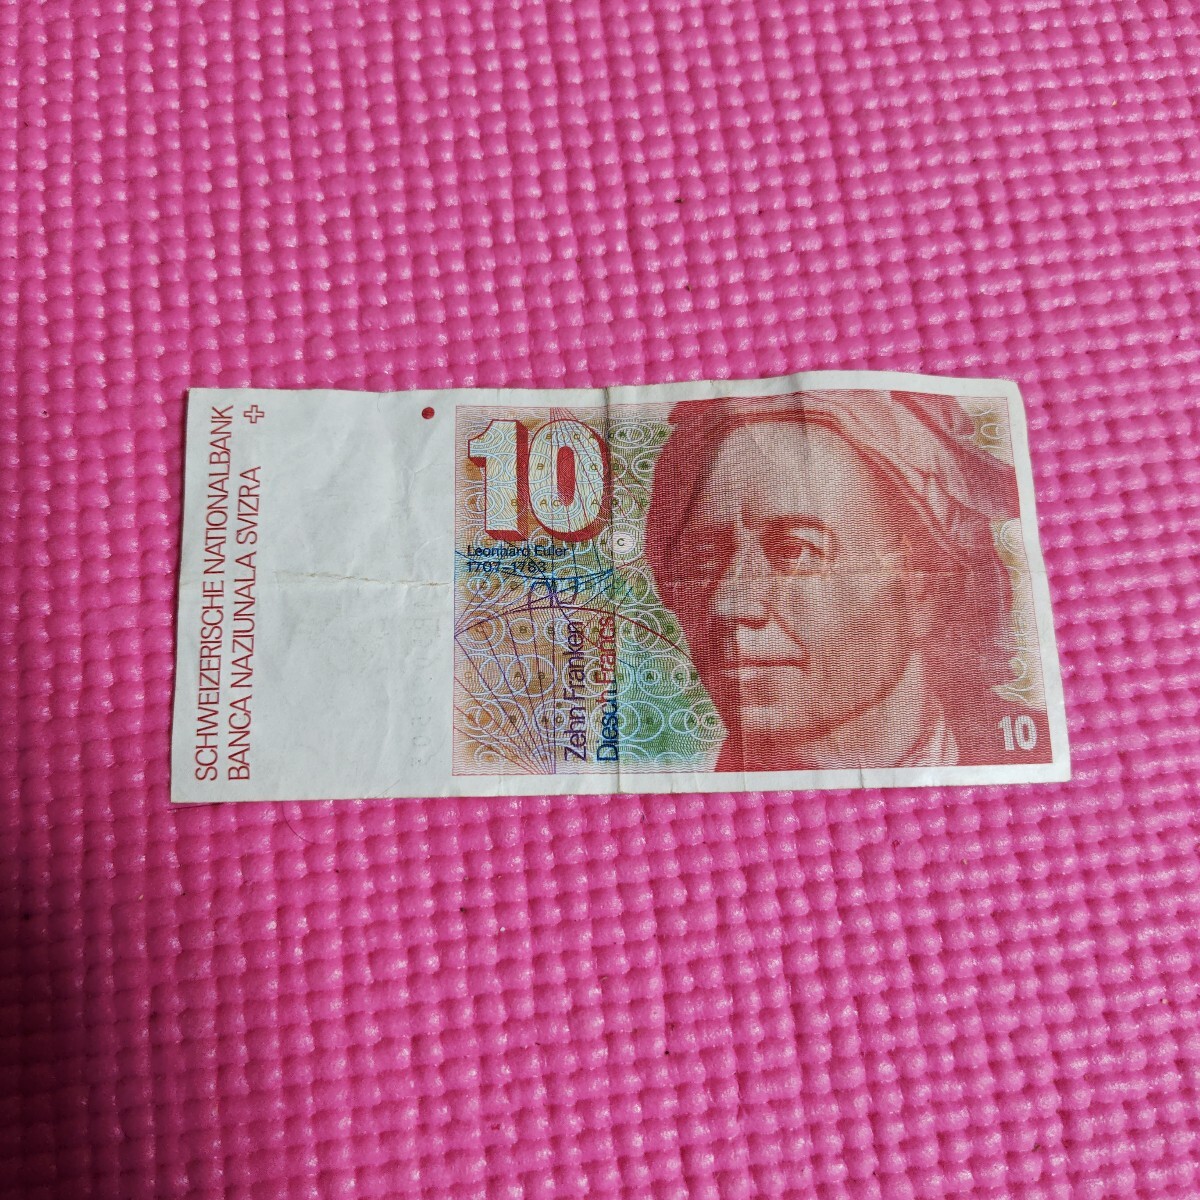 SCHWEIZERISCHE NATIONALBANK
BANCA NAZIUNALA SVIZRA
10
Leonhard Euler
1707–1783
Zehn Franken
Diesch Francs
10